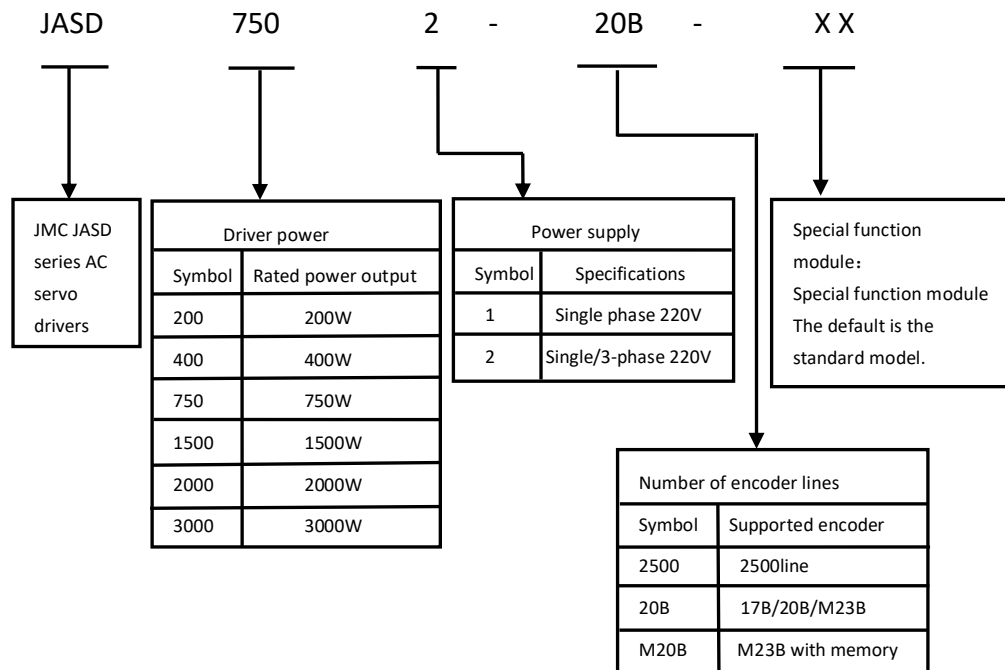 JASD 750 2 - 20B - X X
JMC JASD
series AC
servo
drivers
Driver power
Symbol Rated power output
200 200W
400 400W
750 750W
1500 1500W
2000 2000W
3000 3000W
Power supply
Symbol Specifications
1 Single phase 220V
2 Single/3-phase 220V
Special function
module：
Special function module
The default is the
standard model.
Number of encoder lines
Symbol Supported encoder
2500 2500line
20B 17B/20B/M23B
M20B M23B with memory